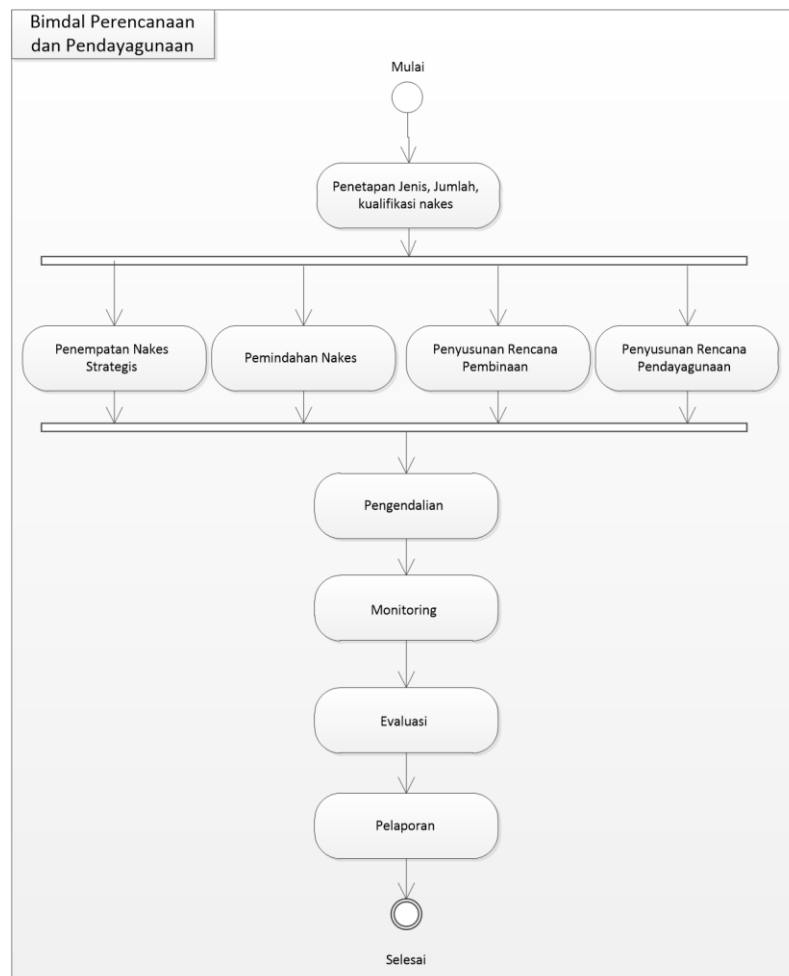 Bimdal Perencanaan
dan Pendayagunaan
Mulai
Penetapan Jenis, Jumlah,
kualifikasi nakes
Penempatan Nakes
Strategis
Pemindahan Nakes
Penyusunan Rencana
Pembinaan
Penyusunan Rencana
Pendayagunaan
Pengendalian
Monitoring
Evaluasi
Pelaporan
Selesai